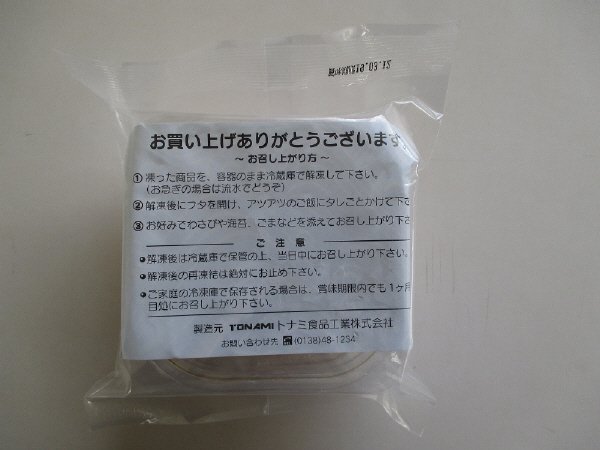 賞味期限19.03.12
お買い上げありがとうございます。
～お召し上がり方～
①凍った商品を、容器のまま冷蔵庫で解凍して下さい。
(お急ぎの場合は流水でどうぞ)
②解凍後にフタを開け、アツアツのご飯にタレごとかけて下さ
③お好みでわさびや海苔、ごまなどを添えてお召し上がり下さ
ご注意
●解凍後は冷蔵庫で保管の上、当日中にお召し上がり下さい。
●解凍後の再凍結は絶対にお止め下さい。
●ご家庭の冷凍庫で保存される場合は、賞味期限内でも1ヶ月
目処にお召し上がり下さい。
製造元 TONAMI トナミ食品工業株式会社
お問い合わせ先 ☎(0138)48-1234